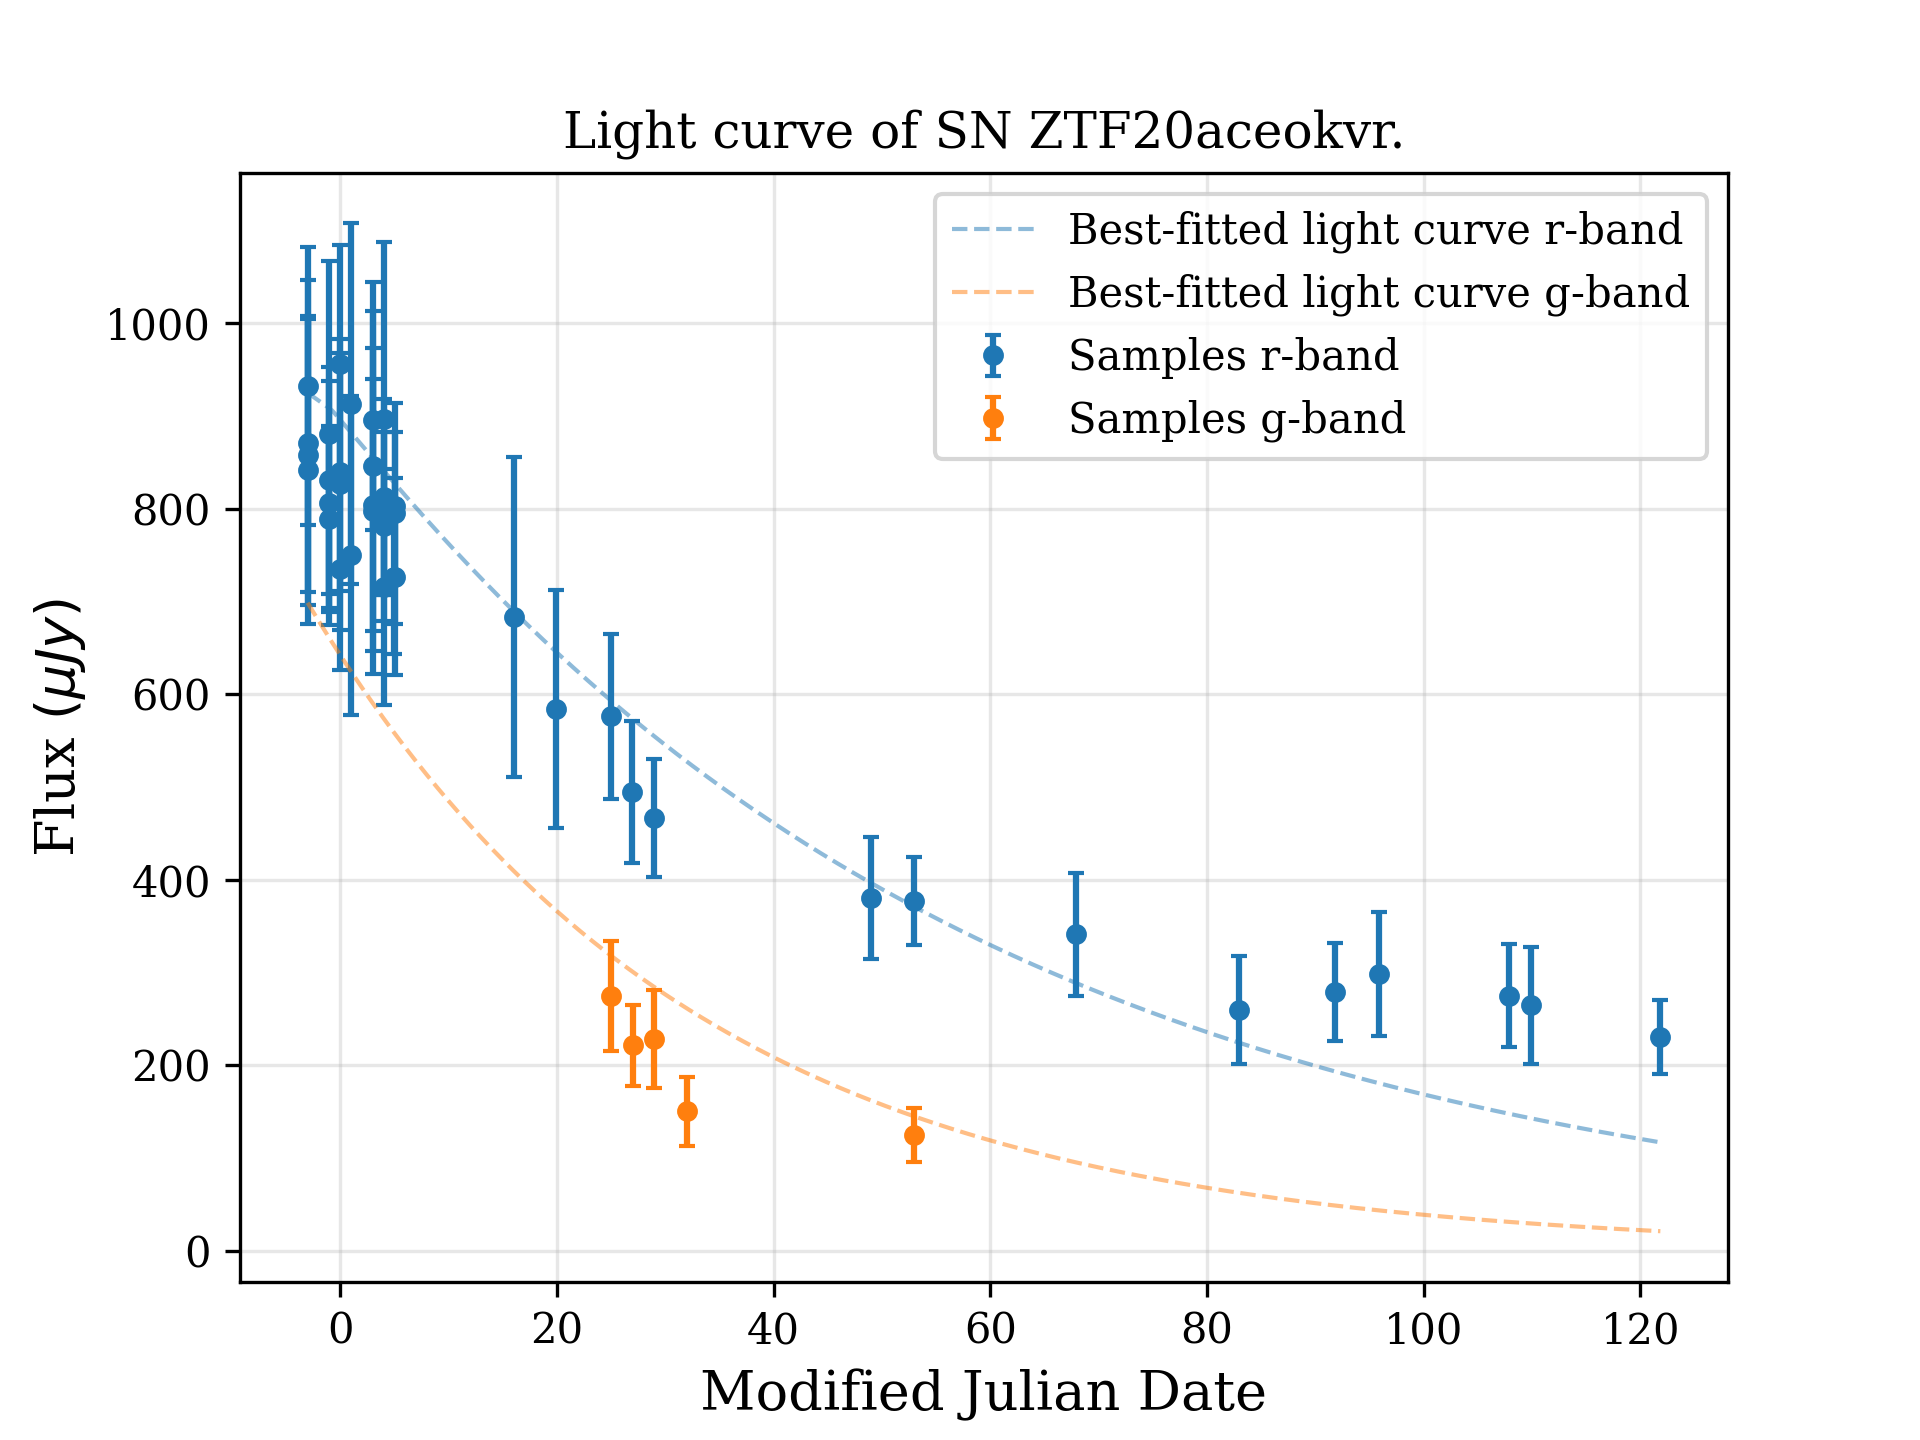 Light curve of SN ZTF20aceokvr.
Best-fitted light curve r-band
Best-fitted light curve g-band
Samples r-band
Samples g-band
1000
800
600
400
200
0
Flux (μJy)
0 20 40 60 80 100 120
Modified Julian Date